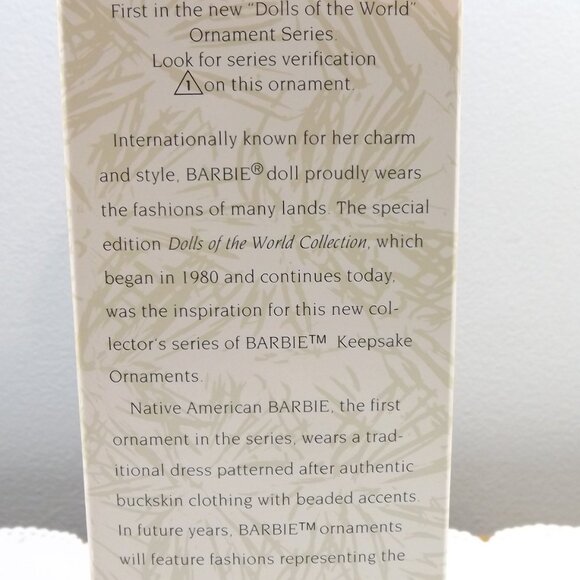 First in the new "Dolls of the World"
Ornament Series.
Look for series verification
1 on this ornament.
Internationally known for her charm
and style, BARBIE® doll proudly wears
the fashions of many lands. The special
edition Dolls of the World Collection, which
began in 1980 and continues today,
was the inspiration for this new col-
lector's series of BARBIE™ Keepsake
Ornaments.
Native American BARBIE, the first
ornament in the series, wears a trad-
itional dress patterned after authentic
buckskin clothing with beaded accents.
In future years, BARBIE™ ornaments
will feature fashions representing the